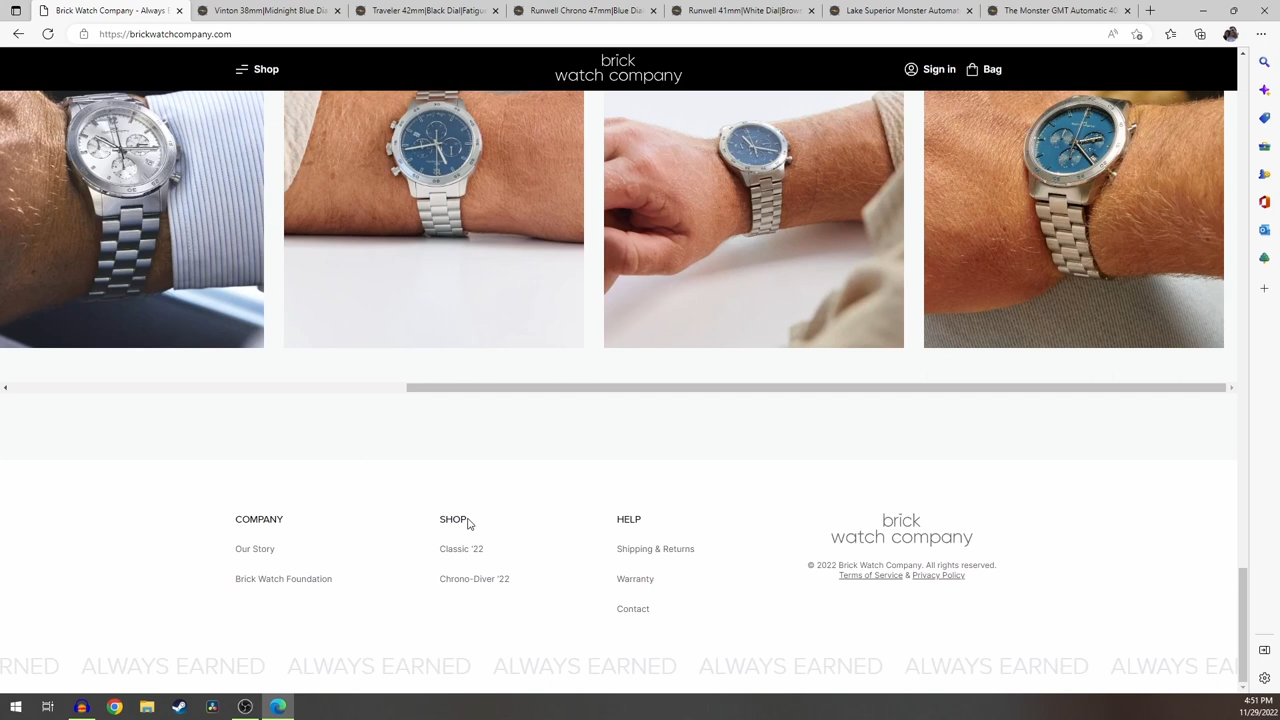 Brick Watch Company - Always E
Vinton 38mm|Midnight Blue Dia
Traveler 42mm|Black Dial|Fatigu
Runwell Chrono 47mm|Blue Di
Runwell 41mm|White Dial|Brown
Lake Superior Monster Automat
The Monster GMT Automatic 40
https://brickwatchcompany.com
Shop
brick
watch company
Sign in
Bag
COMPANY
Our Story
Brick Watch Foundation
SHOP
Classic '22
Chrono-Diver '22
HELP
Shipping & Returns
Warranty
Contact
brick
watch company
© 2022 Brick Watch Company. All rights reserved.
Terms of Service & Privacy Policy
RNED ALWAYS EARNED ALWAYS EARNED ALWAYS EARNED ALWAYS EARNED ALWAYS EARNED ALWAYS EA
4:51 PM
11/29/2022